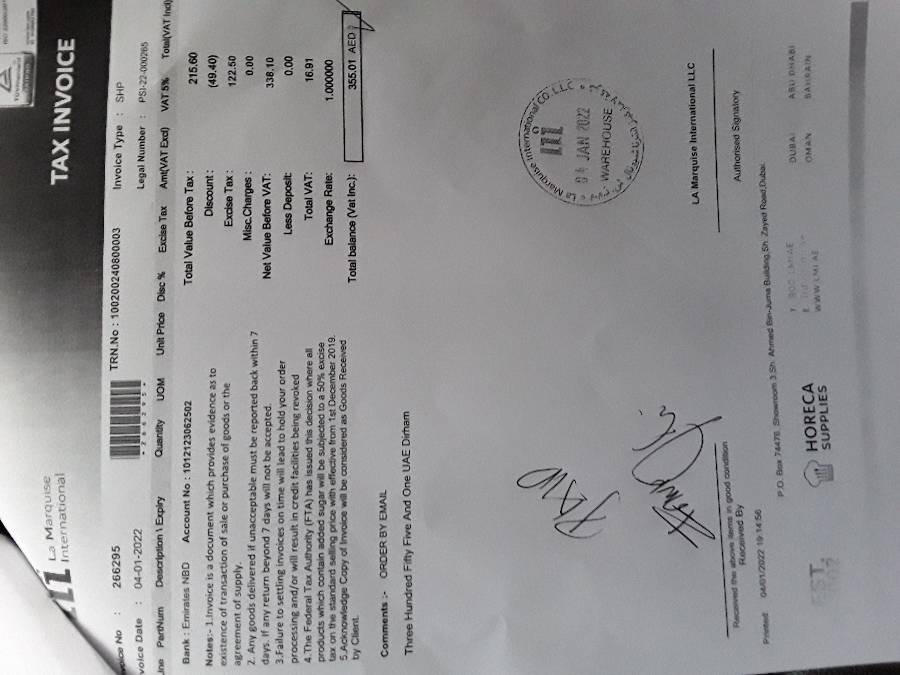 La Marquise
International
TAX INVOICE
voice No : 266295
TRN.No : 100200240800003
Invoice Type : SHP
voice Date : 04-01-2022
*266295*
Legal Number : PSI-22-000265
ine PartNum Description \ Expiry Quantity UOM Unit Price Disc % Excise Tax Amt(VAT Excl) VAT 5% Total(VAT Incl)
Bank : Emirates NBD Account No : 1012123062502
Notes:- 1.Invoice is a document which provides evidence as to
existence of transaction of sale or purchase of goods or the
agreement of supply.
2. Any goods delivered if unacceptable must be reported back within 7
days. If any return beyond 7 days will not be accepted.
3.Failure to settling invoices on time will lead to hold your order
processing and/or will result in credit facilities being revoked
4.The Federal Tax Authority (FTA) has issued this decision where all
products which contain added sugar will be subjected to a 50% excise
tax on the standard selling price with effective from 1st December 2019.
5.Acknowledge Copy of Invoice will be considered as Goods Received
by Client.
Total Value Before Tax : 215.60
Discount : (49.40)
Excise Tax : 122.50
Misc.Charges : 0.00
Net Value Before VAT: 338.10
Less Deposit: 0.00
Total VAT: 16.91
Exchange Rate: 1.000000
Total balance (Vat Inc.): 355.01 AED
Comments :- ORDER BY EMAIL
Three Hundred Fifty Five And One UAE Dirham
La Marquise International CO. LLC
04 JAN 2022
WAREHOUSE
LA Marquise International LLC
Received the above items in good condition
Received By
Authorised Signatory
Printed 04/01/2022 19:14:56
P.O. Box 74478, Showroom 3,Sh. Ahmed Bin-Juma Building,Sh. Zayed Road,Dubai.
EST.
HORECA
SUPPLIES
WWW.LMI.AE
DUBAI ABU DHABI
OMAN BAHRAIN